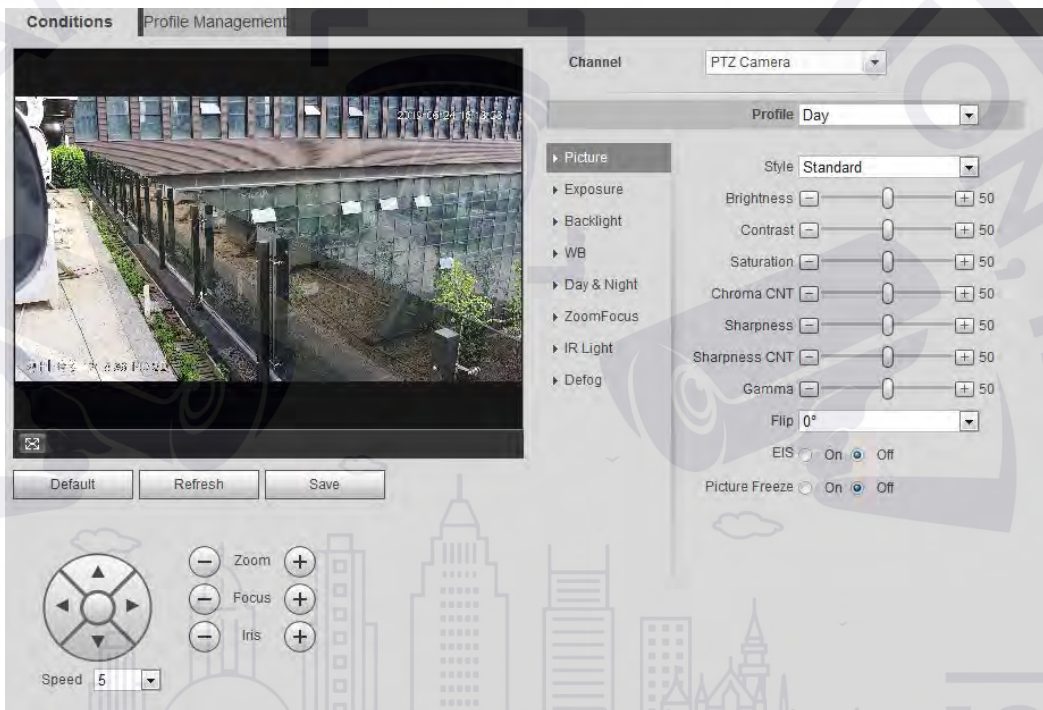 Conditions
Profile Management
Channel PTZ Camera
Profile Day
Picture
Exposure
Backlight
WB
Day & Night
ZoomFocus
IR Light
Defog
Style Standard
Brightness 50
Contrast 50
Saturation 50
Chroma CNT 50
Sharpness 50
Sharpness CNT 50
Gamma 50
Flip 0°
EIS On Off
Picture Freeze On Off
Default Refresh Save
Zoom
Focus
Iris
Speed 5